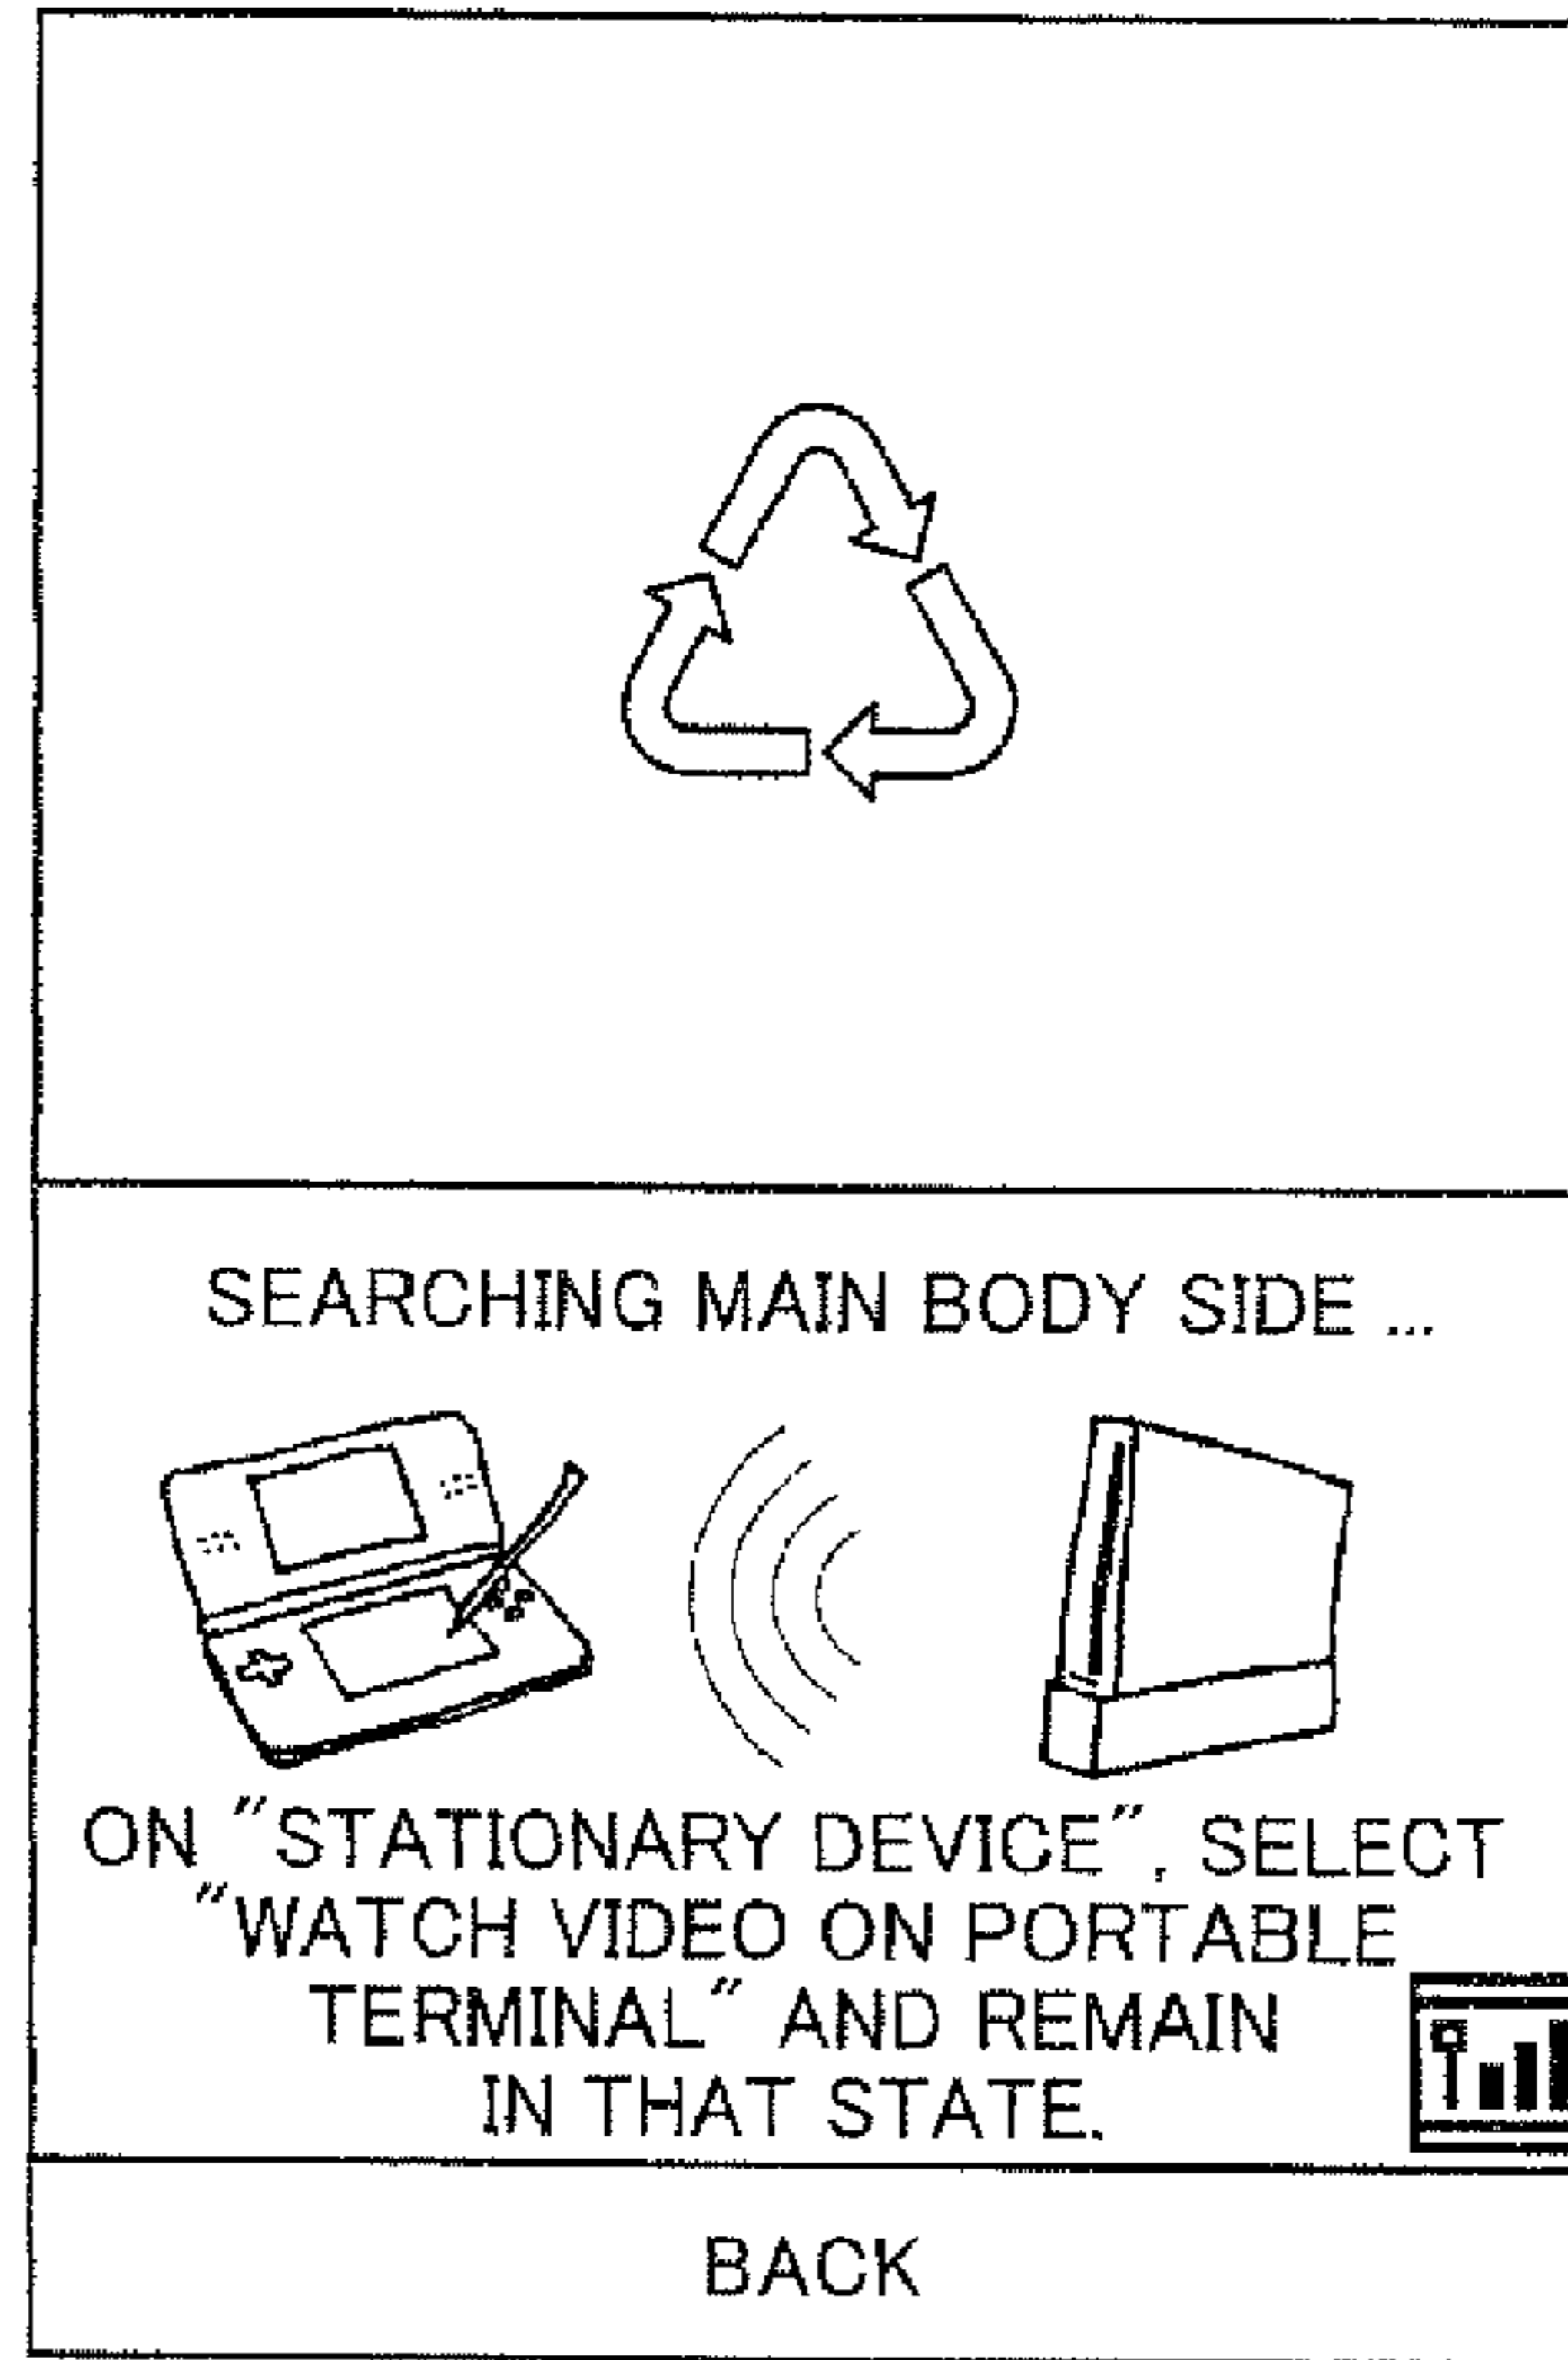 SEARCHING MAIN BODY SIDE ...
ON "STATIONARY DEVICE", SELECT
"WATCH VIDEO ON PORTABLE
TERMINAL" AND REMAIN
IN THAT STATE.
BACK